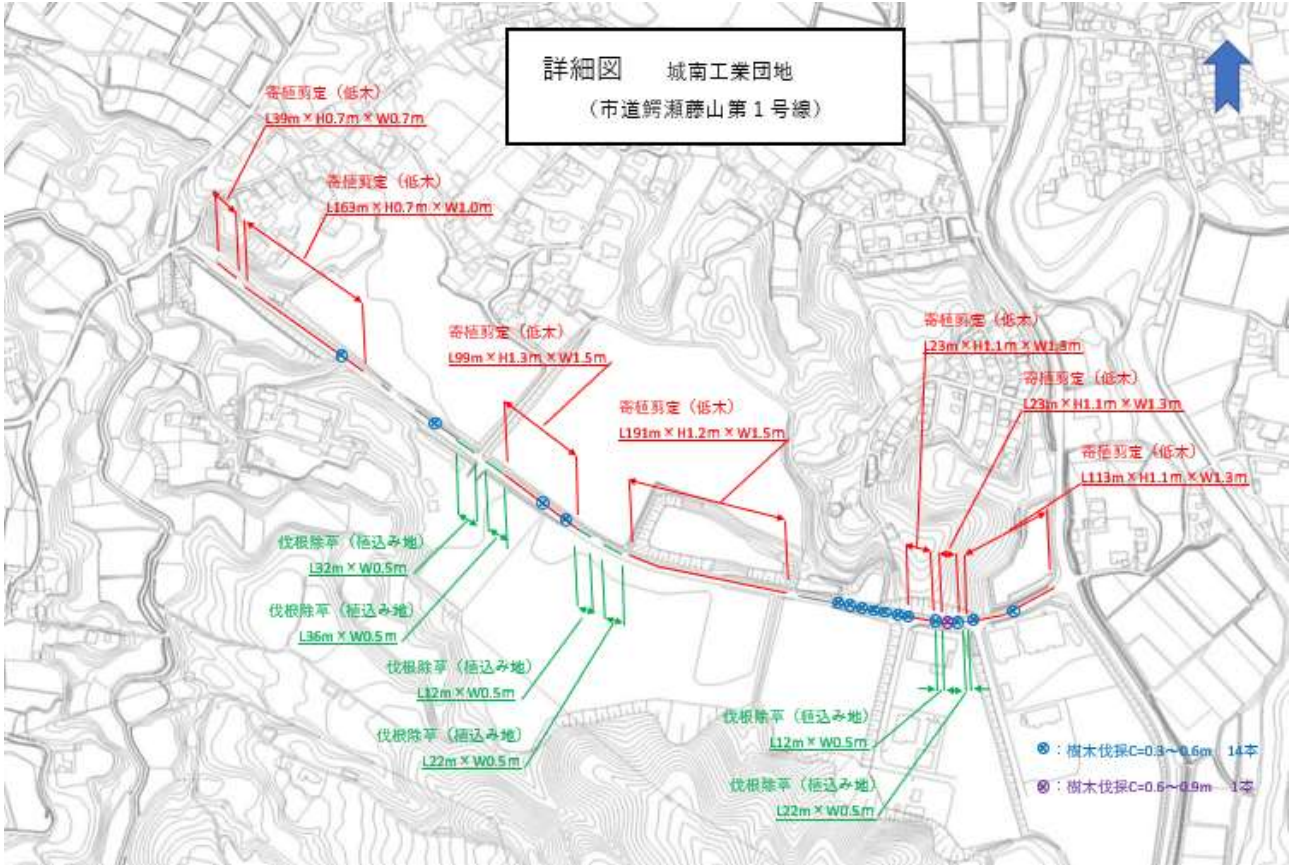 詳細図　城南工業団地
（市道鰐瀬藤山第１号線）
寄植剪定（低木）
L39m×H0.7m×W0.7m
寄植剪定（低木）
L163m×H0.7m×W1.0m
寄植剪定（低木）
L99m×H1.3m×W1.5m
寄植剪定（低木）
L191m×H1.2m×W1.5m
寄植剪定（低木）
L23m×H1.1m×W1.3m
寄植剪定（低木）
L23m×H1.1m×W1.3m
寄植剪定（低木）
L113m×H1.1m×W1.3m
伐根除草（植込み地）
L32m×W0.5m
伐根除草（植込み地）
L36m×W0.5m
伐根除草（植込み地）
L12m×W0.5m
伐根除草（植込み地）
L22m×W0.5m
伐根除草（植込み地）
L12m×W0.5m
伐根除草（植込み地）
L22m×W0.5m
：樹木伐採C=0.3～0.6m　14本
：樹木伐採C=0.6～0.9m　1本